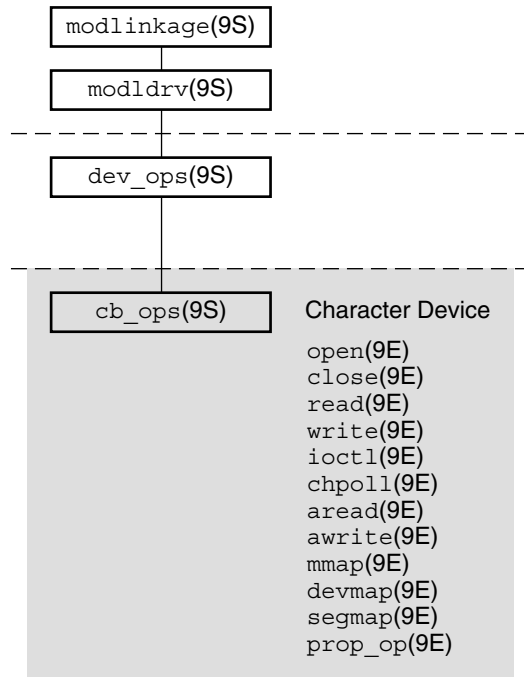 modlinkage(9S)
modldrv(9S)
dev_ops(9S)
cb_ops(9S)
Character Device
open(9E)
close(9E)
read(9E)
write(9E)
ioctl(9E)
chpoll(9E)
aread(9E)
awrite(9E)
mmap(9E)
devmap(9E)
segmap(9E)
prop_op(9E)